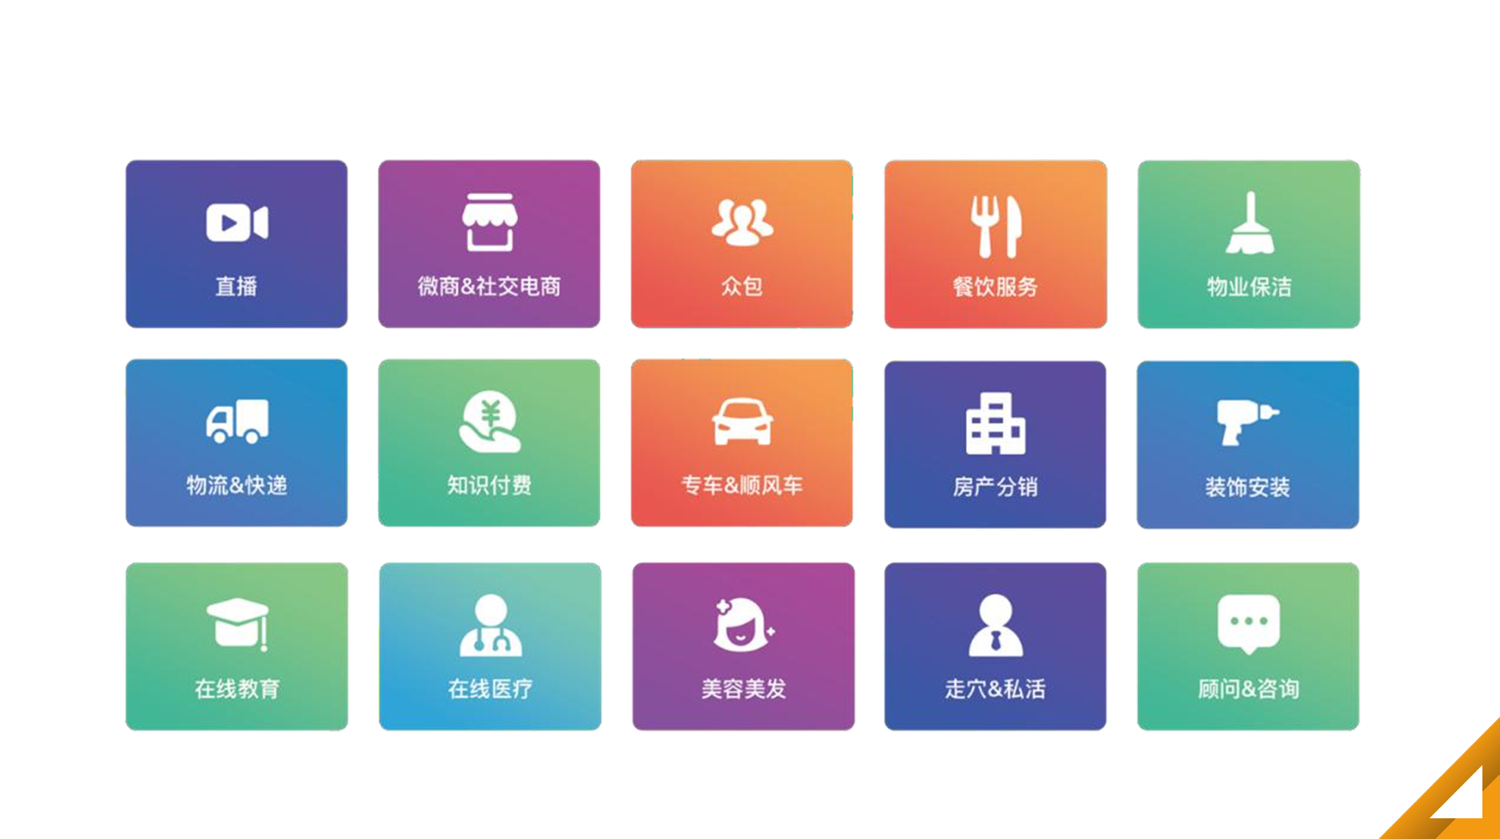 直播
微商&社交电商
众包
餐饮服务
物业保洁
物流&快递
知识付费
专车&顺风车
房产分销
装饰安装
在线教育
在线医疗
美容美发
走穴&私活
顾问&咨询